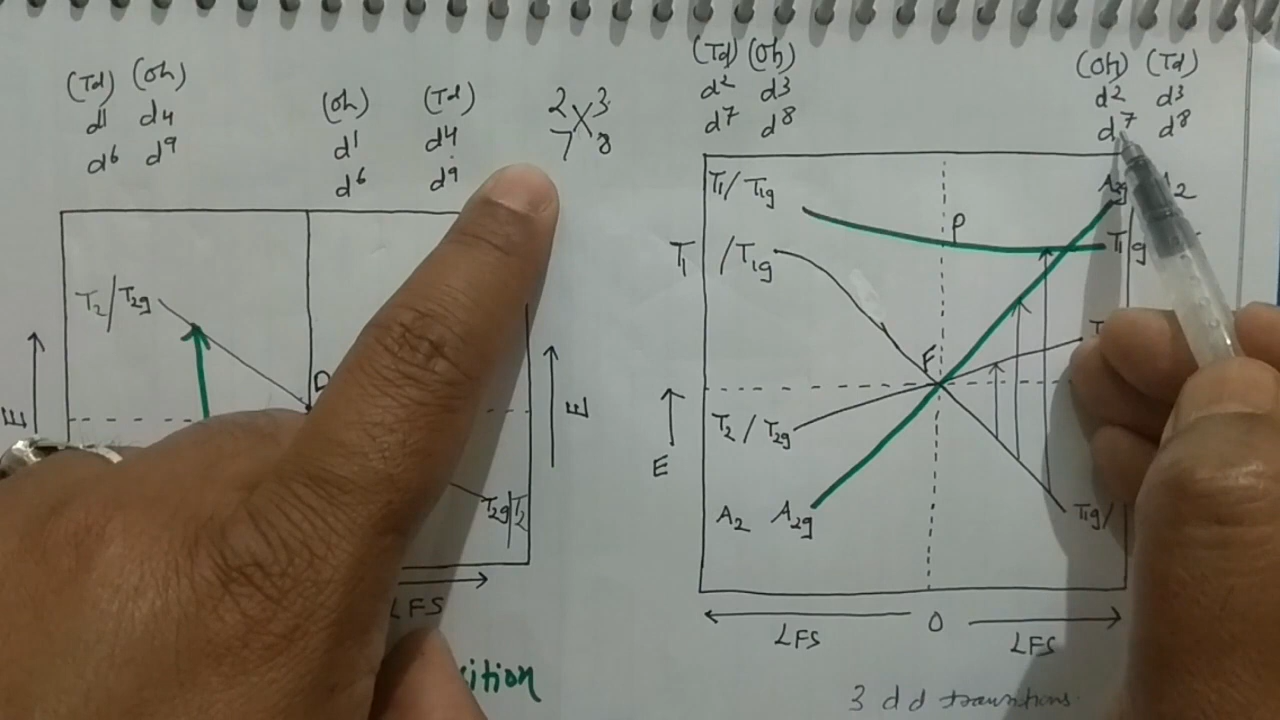 (Td) (Oh)
d1 d4
d6 d9
(Oh) (Td)
d1 d4
d6 d9
2 X 3
7 8
(Td) (Oh)
d2 d3
d7 d8
(Oh) (Td)
d2 d3
d7 d8
T2/T2g
D
E
E
T2g/T2
LFS
T1/T1g
T1/T1g
P
A2g
T1g
F
T2/T2g
E
A2 A2g
T1g/
LFS
0
LFS
3 d d transitions